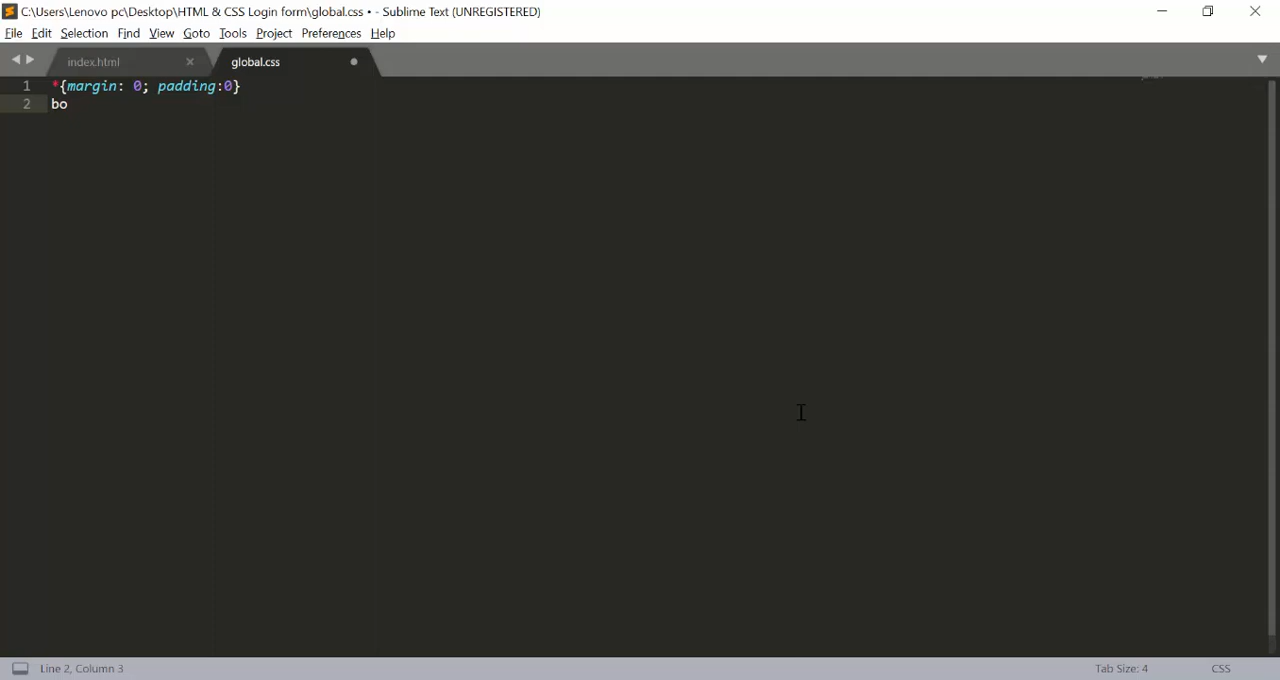 C:\Users\Lenovo pc\Desktop\HTML & CSS Login form\global.css • - Sublime Text (UNREGISTERED)
File Edit Selection Find View Goto Tools Project Preferences Help
index.html global.css
1 *{margin: 0; padding:0}
2 bo
Line 2, Column 3 Tab Size: 4 CSS